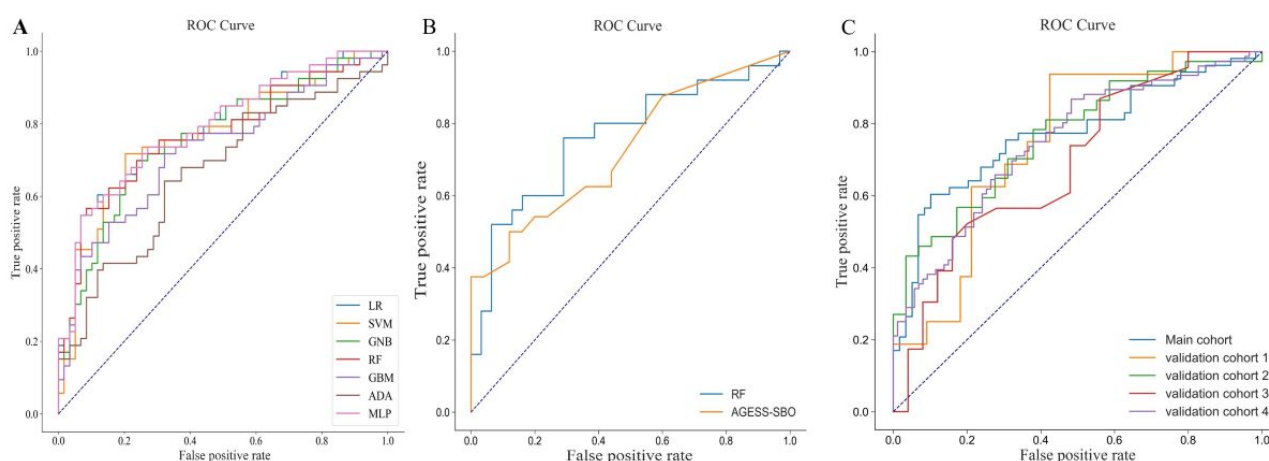 A
ROC Curve
True positive rate
1.0
0.8
0.6
0.4
0.2
0.0
0.0 0.2 0.4 0.6 0.8 1.0
False positive rate
LR
SVM
GNB
RF
GBM
ADA
MLP
B
ROC Curve
True positive rate
1.0
0.8
0.6
0.4
0.2
0.0
0.0 0.2 0.4 0.6 0.8 1.0
False positive rate
RF
AGESS-SBO
C
ROC Curve
True positive rate
1.0
0.8
0.6
0.4
0.2
0.0
0.0 0.2 0.4 0.6 0.8 1.0
False positive rate
Main cohort
validation cohort 1
validation cohort 2
validation cohort 3
validation cohort 4